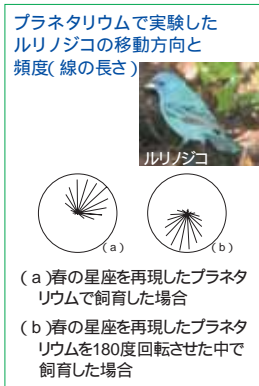 プラネタリウムで実験した
ルリノジコの移動方向と
頻度(線の長さ)
ルリノジコ
(a) (b)
(a)春の星座を再現したプラネタ
リウムで飼育した場合
(b)春の星座を再現したプラネタ
リウムを180度回転させた中で
飼育した場合